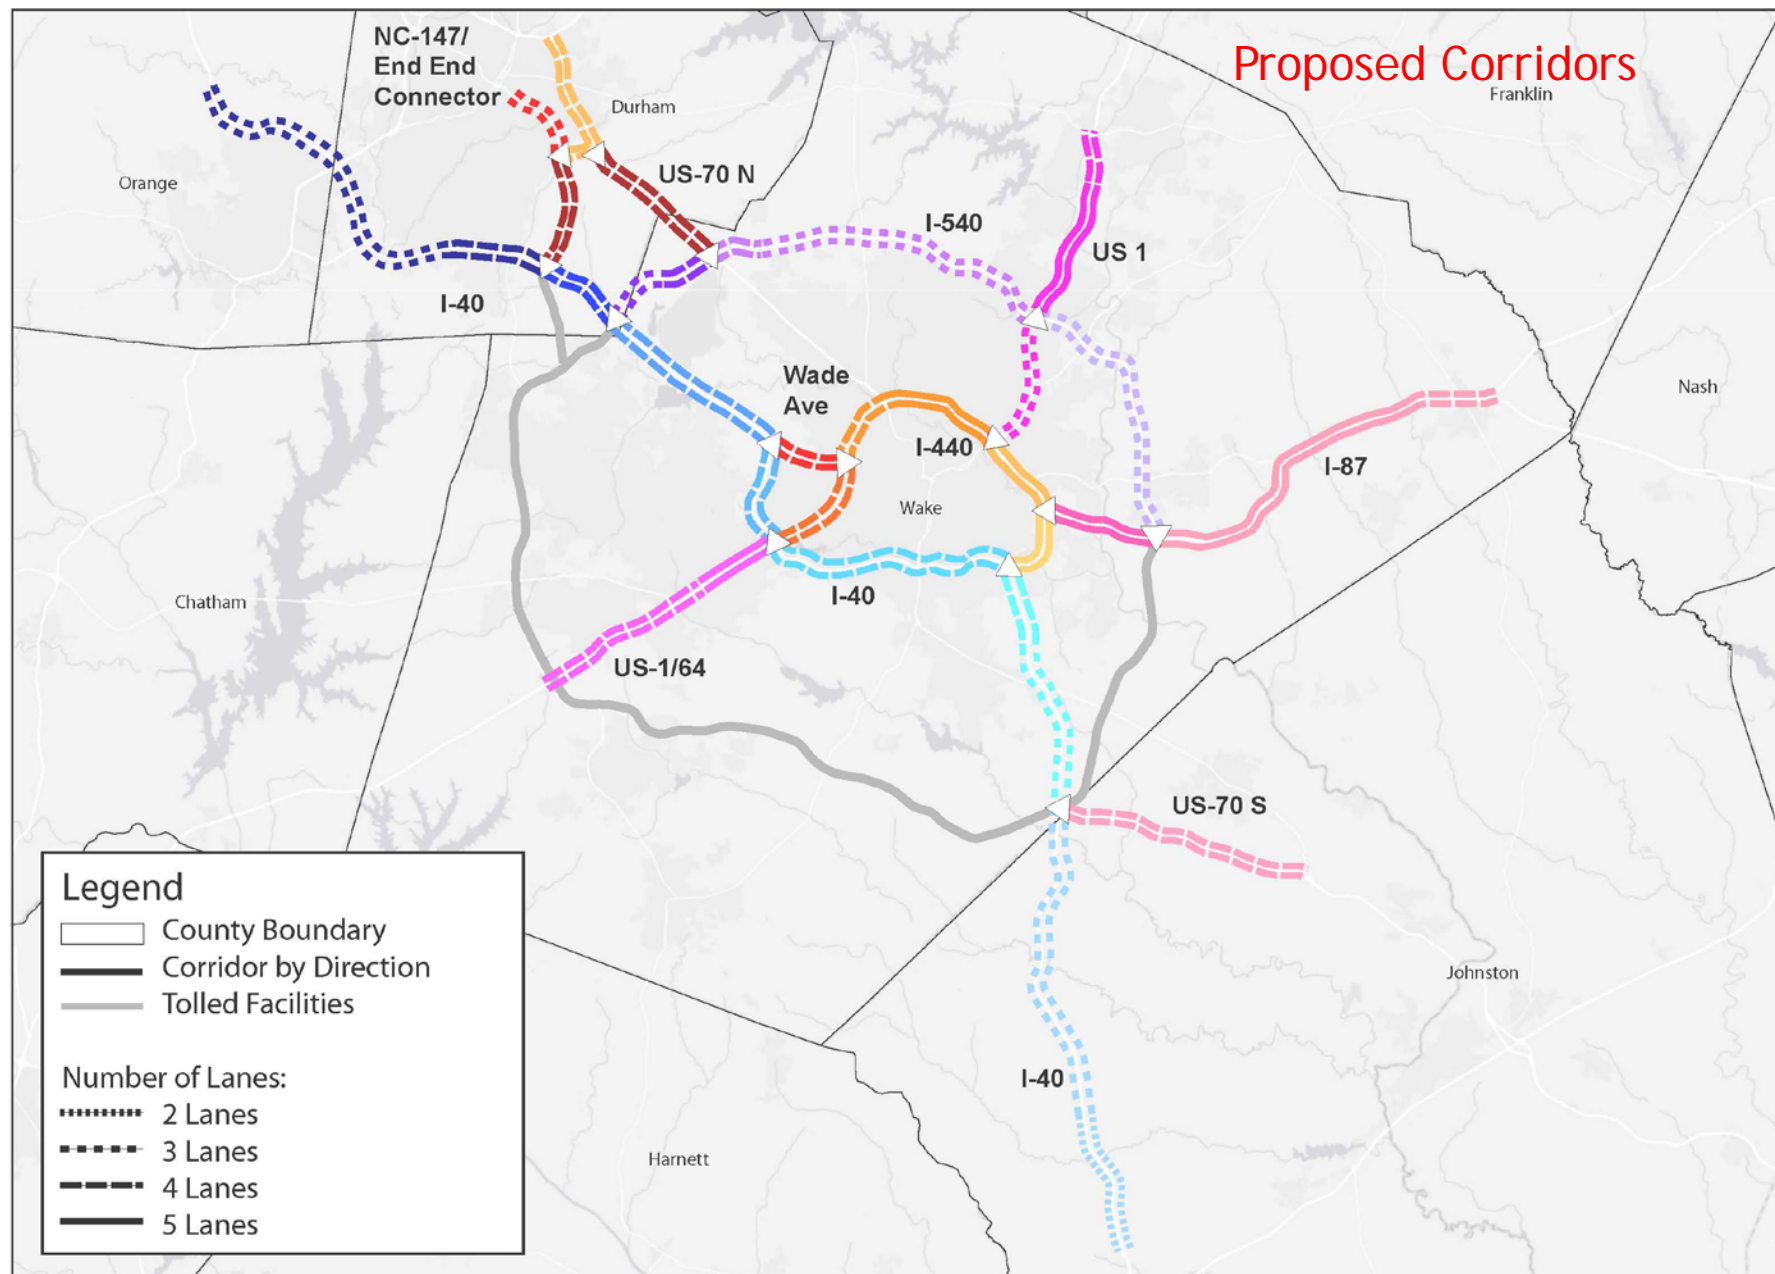 Proposed Corridors
NC-147/
End End
Connector
Durham
Franklin
US-70 N
Orange
I-540
US 1
I-40
Wade
Ave
Nash
I-440
I-87
Wake
Chatham
I-40
US-1/64
US-70 S
Johnston
I-40
Harnett
Legend
County Boundary
Corridor by Direction
Tolled Facilities
Number of Lanes:
2 Lanes
3 Lanes
4 Lanes
5 Lanes